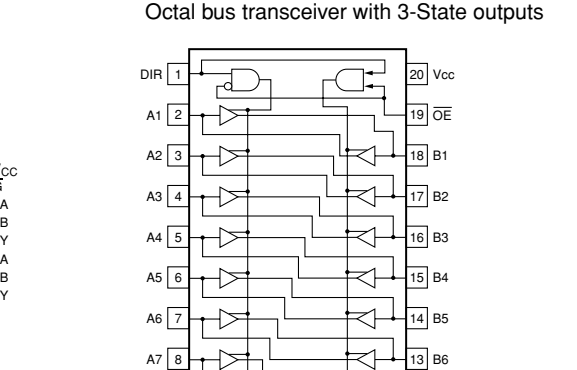 Octal bus transceiver with 3-State outputs
DIR 1
20 Vcc
A1 2
19 OE
A2 3
18 B1
CC
A
A3 4
17 B2
B
Y
A4 5
16 B3
A
B
A5 6
15 B4
Y
A6 7
14 B5
A7 8
13 B6